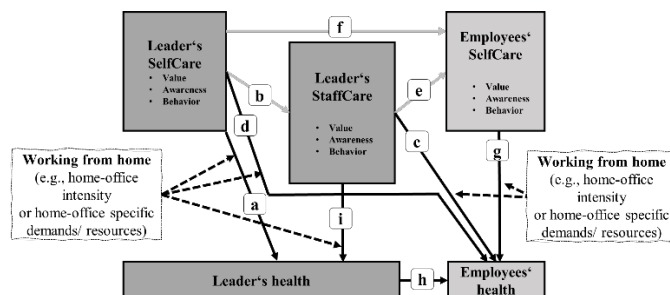 Leader‘s
SelfCare
• Value
• Awareness
• Behavior
f
Employees‘
SelfCare
• Value
• Awareness
• Behavior
Leader‘s
StaffCare
• Value
• Awareness
• Behavior
b
e
d
c
g
a
i
Working from home
(e.g., home-office
intensity
or home-office specific
demands/ resources)
Working from home
(e.g., home-office
intensity
or home-office specific
demands/ resources)
Leader‘s health
h
Employees‘
health